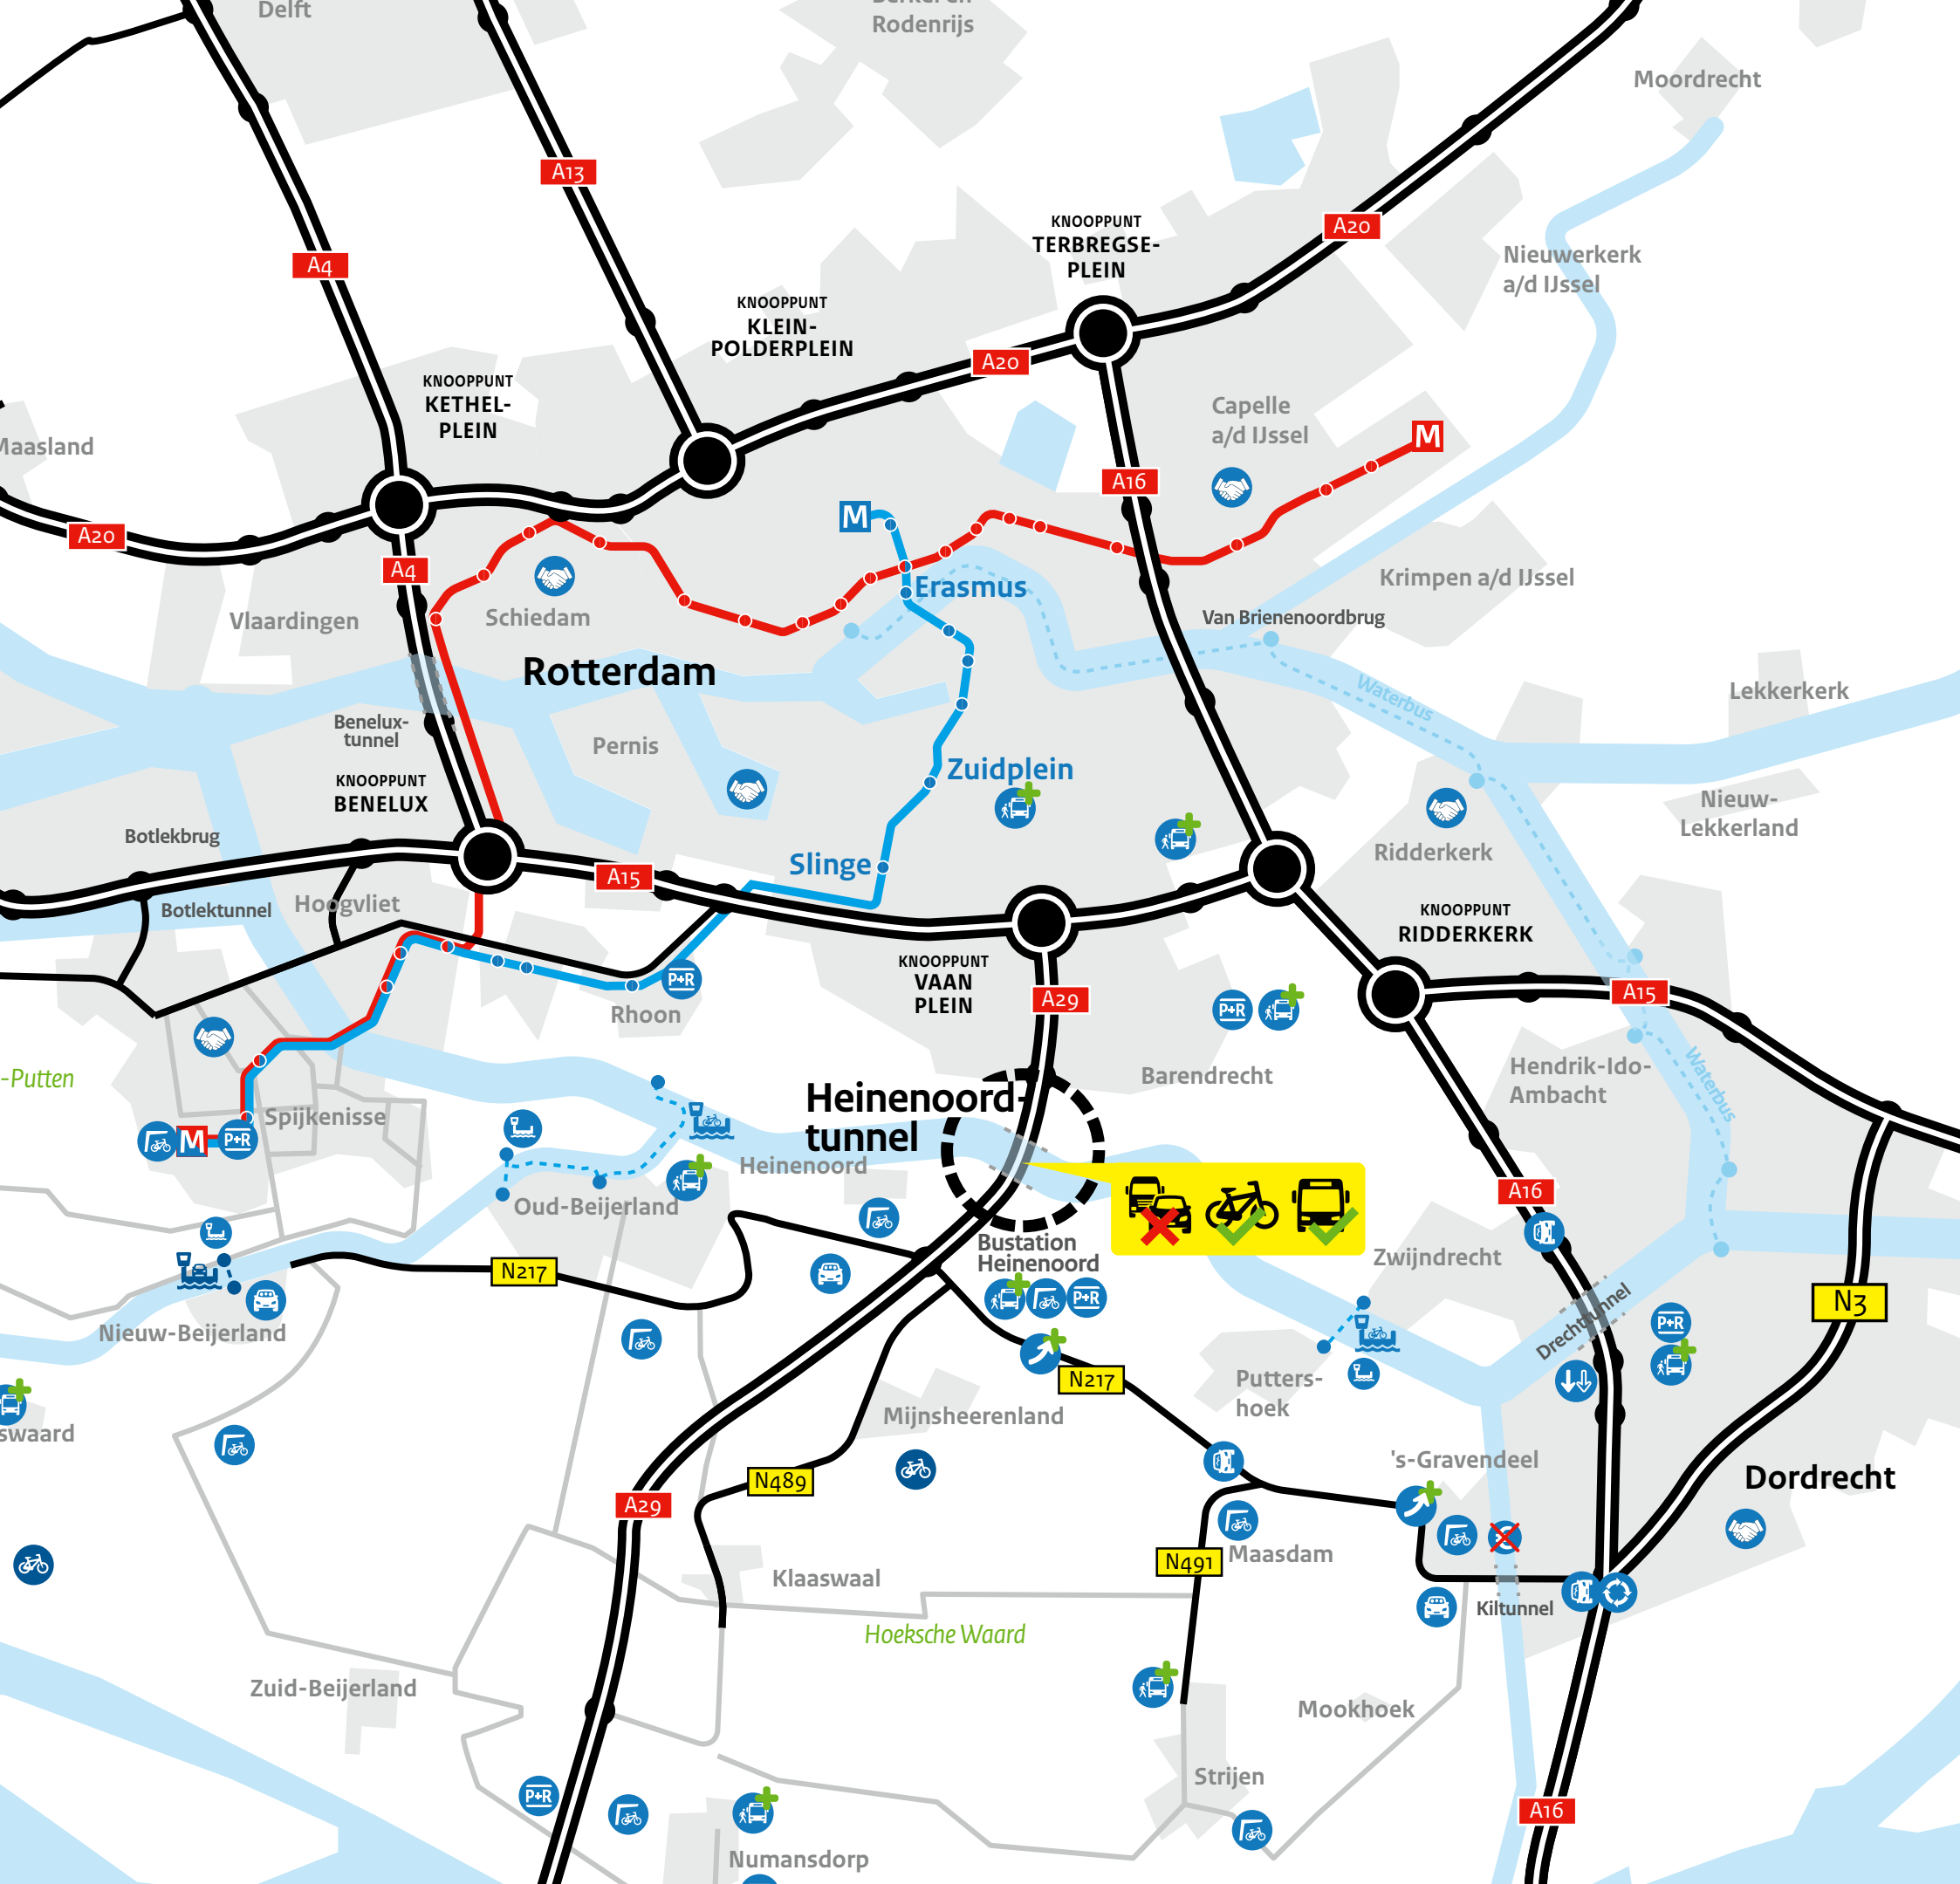 Delft
Rodenrijs
Moordrecht
A13
KNOOPPUNT
TERBREGSE-
PLEIN
A20
Nieuwerkerk
a/d IJssel
A4
KNOOPPUNT
KLEIN-
POLDERPLEIN
A20
KNOOPPUNT
KETHEL-
PLEIN
Capelle
a/d IJssel
M
Maasland
A16
A20
M
A4
Erasmus
Krimpen a/d IJssel
Vlaardingen
Schiedam
Van Brienenoordbrug
Rotterdam
Waterbus
Lekkerkerk
Benelux-
tunnel
Pernis
Zuidplein
KNOOPPUNT
BENELUX
Nieuw-
Lekkerland
Botlekbrug
Slinge
Ridderkerk
A15
Hoogvliet
Botlektunnel
KNOOPPUNT
RIDDERKERK
KNOOPPUNT
VAAN
PLEIN
P+R
A29
A15
Rhoon
P+R
-Putten
Barendrecht
Hendrik-Ido-
Ambacht
Waterbus
Heinenoord-
tunnel
Spijkenisse
M
P+R
Heinenoord
A16
Oud-Beijerland
Bustation
Heinenoord
Zwijndrecht
N217
P+R
N3
Drechttunnel
P+R
Nieuw-Beijerland
N217
Putters-
hoek
swaard
Mijnsheerenland
's-Gravendeel
N489
Dordrecht
A29
€
N491
Maasdam
Klaaswaal
Kiltunnel
Hoeksche Waard
Zuid-Beijerland
Mookhoek
Strijen
P+R
A16
Numansdorp